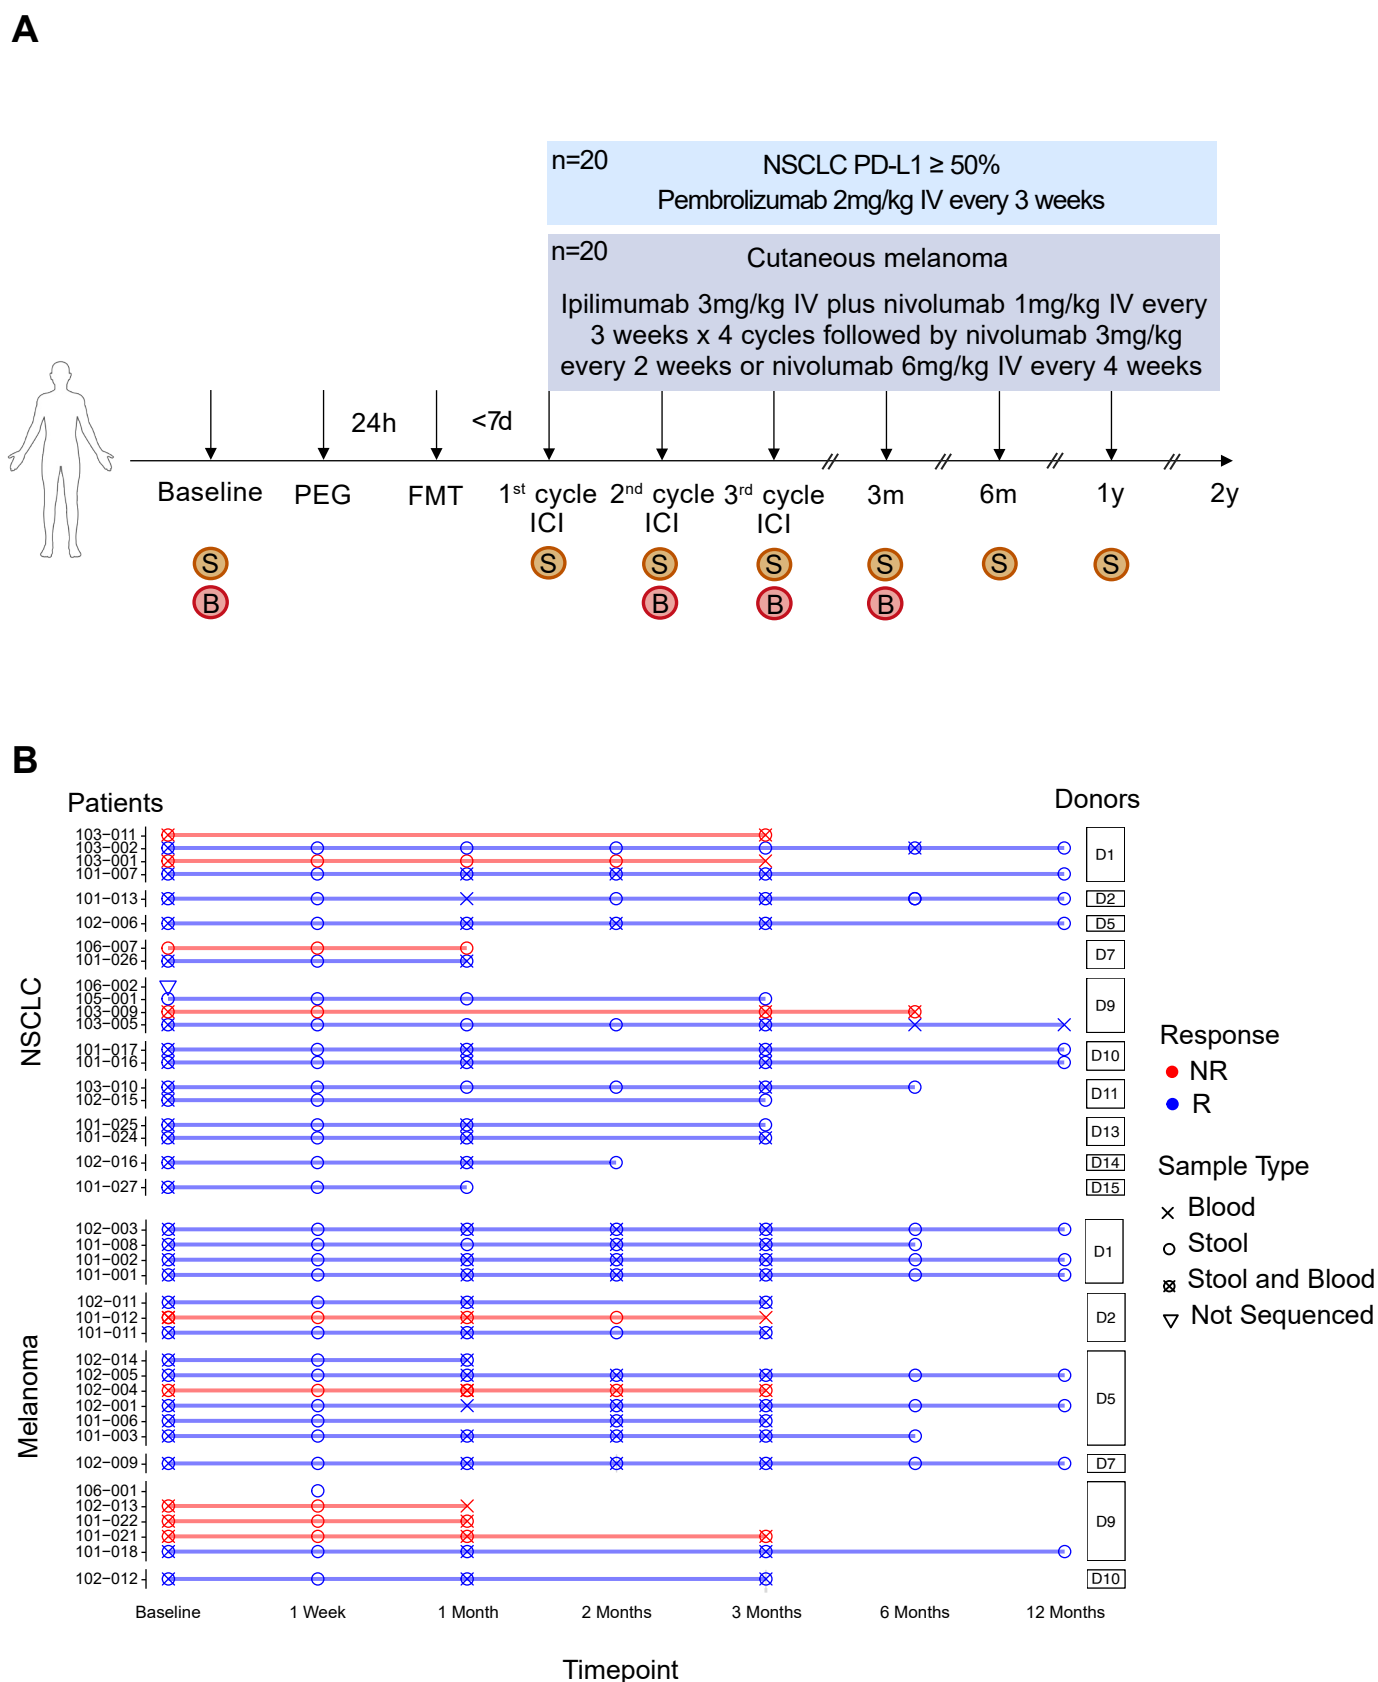 A
n=20
NSCLC PD-L1 ≥ 50%
Pembrolizumab 2mg/kg IV every 3 weeks
n=20
Cutaneous melanoma
Ipilimumab 3mg/kg IV plus nivolumab 1mg/kg IV every
3 weeks x 4 cycles followed by nivolumab 3mg/kg
every 2 weeks or nivolumab 6mg/kg IV every 4 weeks
24h
<7d
Baseline
PEG
FMT
1st cycle
ICI
2nd cycle
ICI
3rd cycle
ICI
3m
6m
1y
2y
S
S
S
S
S
S
S
B
B
B
B
B
Patients
Donors
NSCLC
103-011
103-002
103-001
101-007
D1
101-013
D2
102-006
D5
106-007
101-026
D7
106-002
105-001
103-009
103-005
D9
101-017
101-016
D10
103-010
102-015
D11
101-025
101-024
D13
102-016
D14
101-027
D15
Melanoma
102-003
101-008
101-002
101-001
D1
102-011
101-012
101-011
D2
102-014
102-005
102-004
102-001
101-006
101-003
D5
102-009
D7
106-001
102-013
101-022
101-021
101-018
D9
102-012
D10
Baseline
1 Week
1 Month
2 Months
3 Months
6 Months
12 Months
Timepoint
Response
NR
R
Sample Type
Blood
Stool
Stool and Blood
Not Sequenced